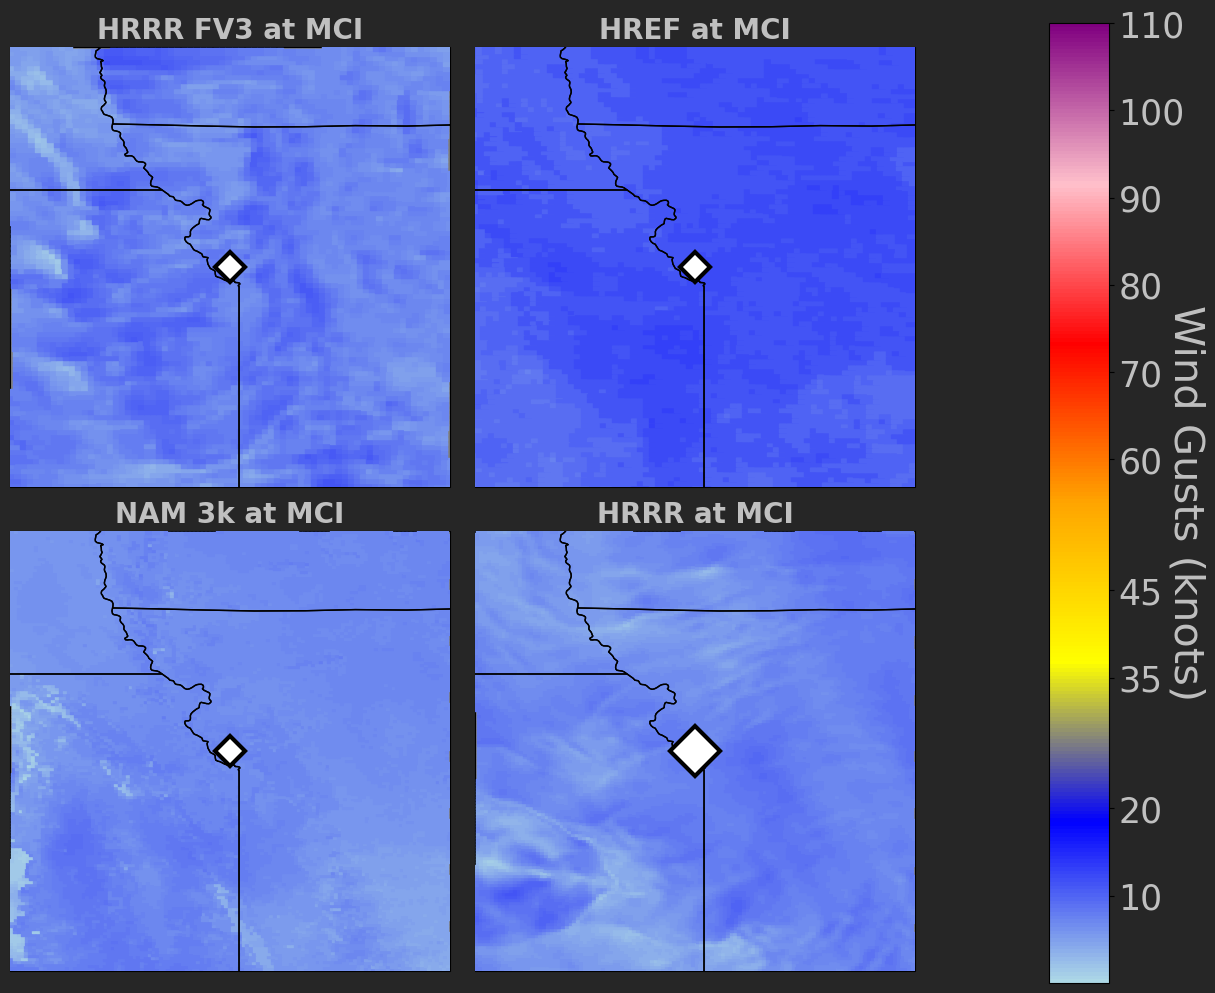 HRRR FV3 at MCI
HREF at MCI
NAM 3k at MCI
HRRR at MCI
110
100
90
80
70
60
45
35
20
10
Wind Gusts (knots)